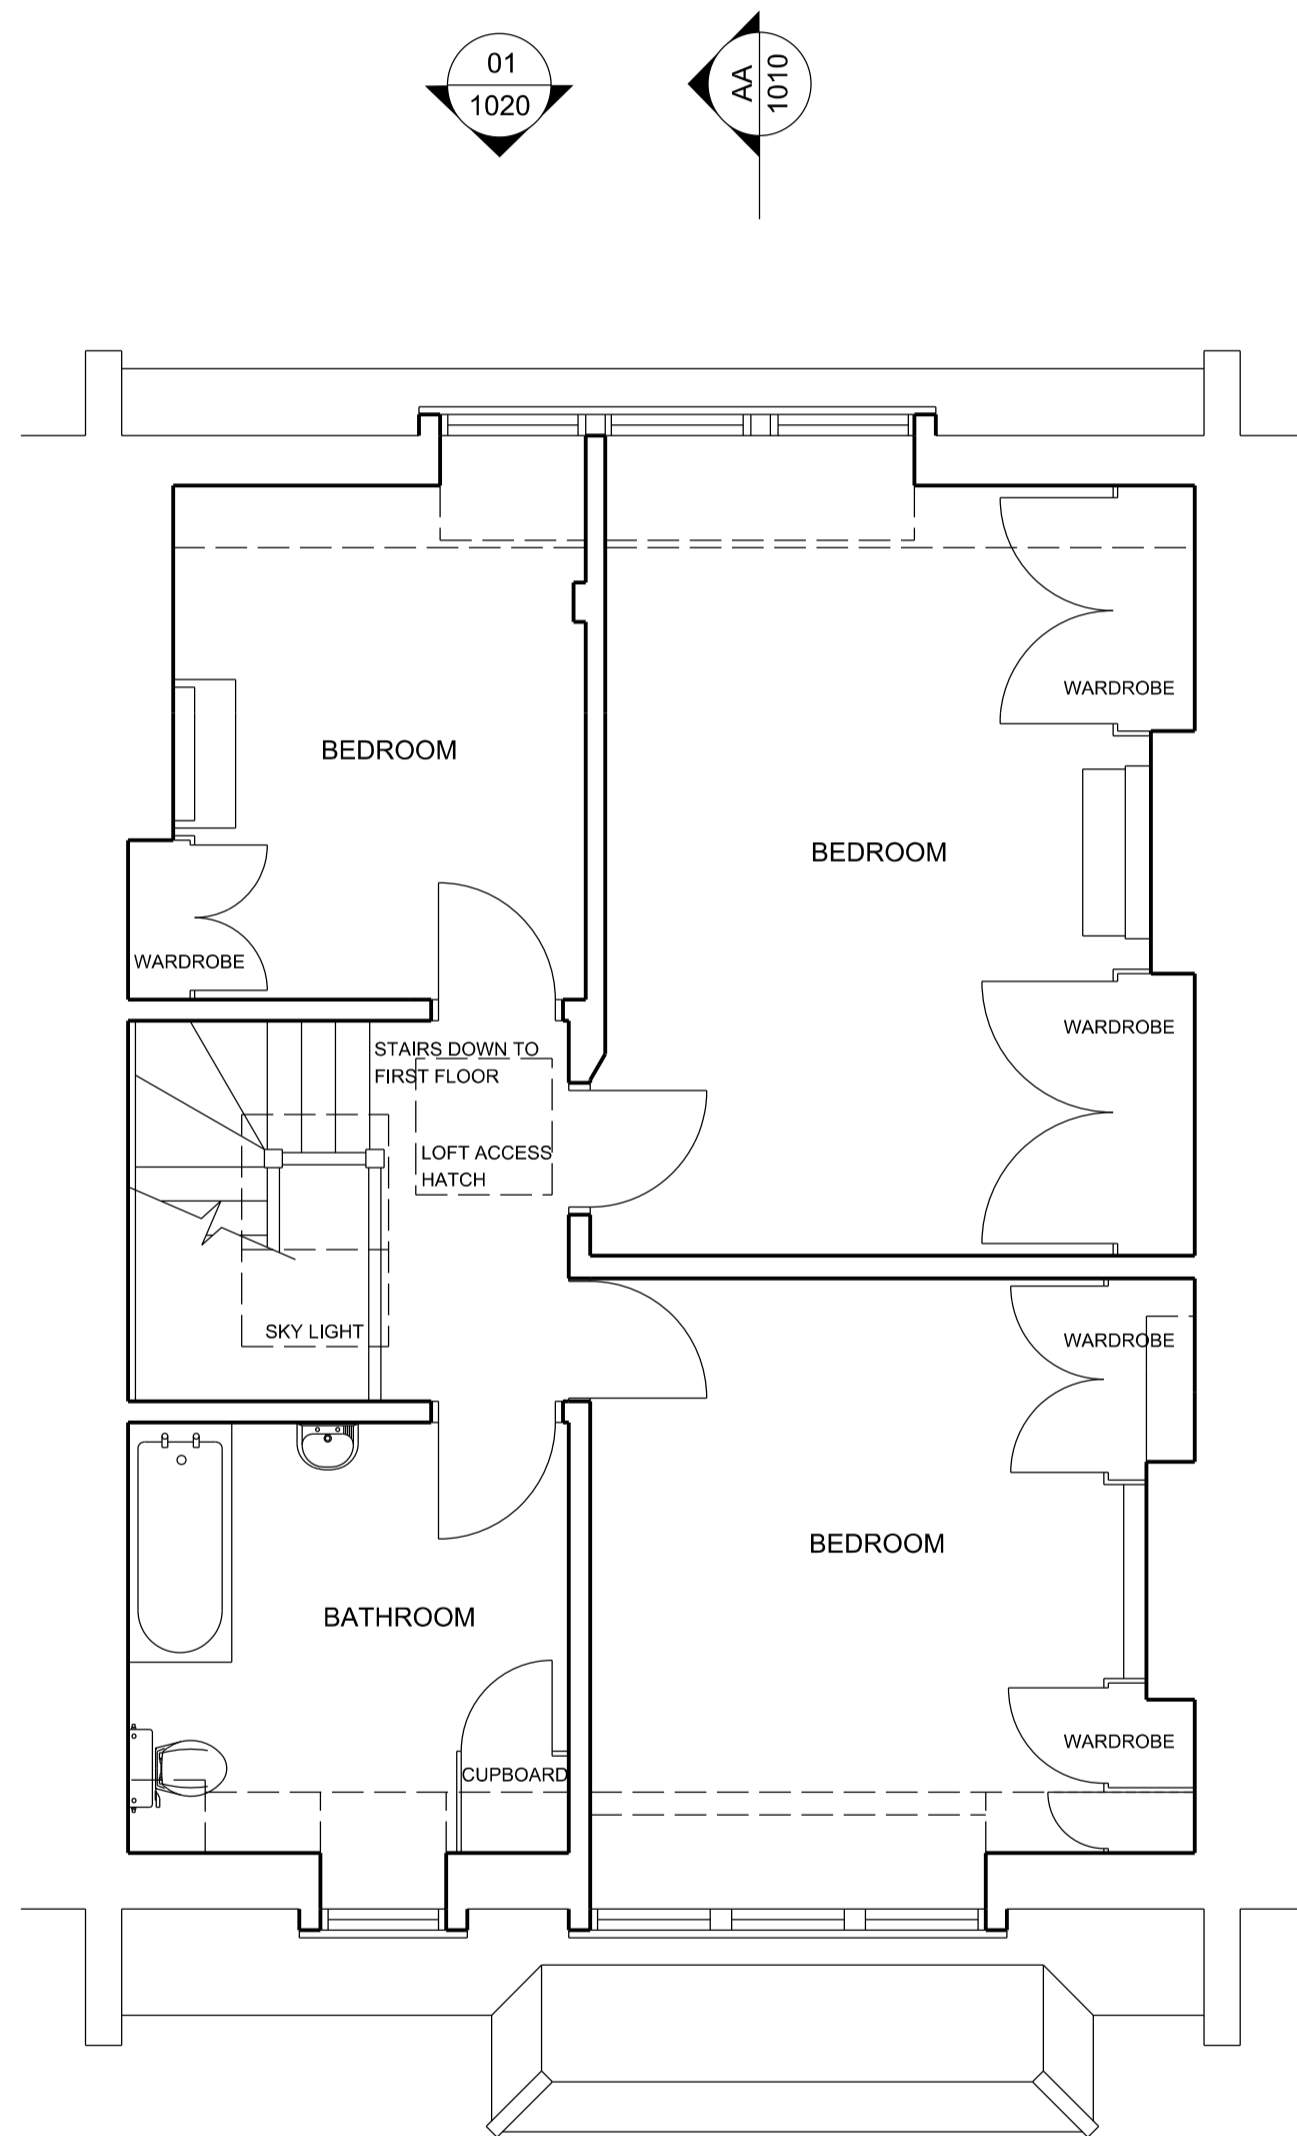 01
1020
AA
1010
WARDROBE
BEDROOM
BEDROOM
WARDROBE
WARDROBE
STAIRS DOWN TO
FIRST FLOOR
LOFT ACCESS
HATCH
SKY LIGHT
WARDROBE
BEDROOM
BATHROOM
WARDROBE
CUPBOARD